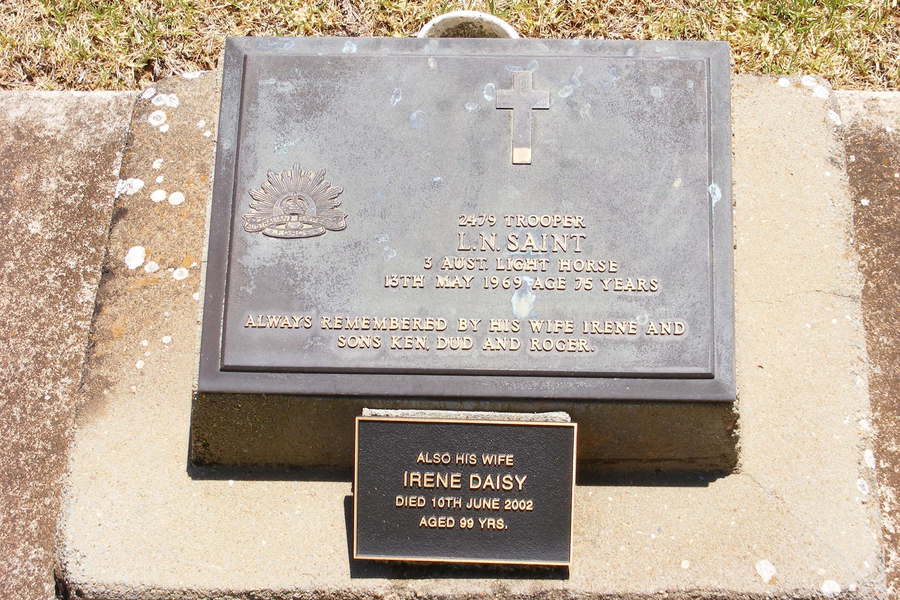 2479 TROOPER
L.N. SAINT
3 AUST. LIGHT HORSE
13TH MAY 1969 AGE 75 YEARS
ALWAYS REMEMBERED BY HIS WIFE IRENE AND
SONS KEN, DUD AND ROGER.
ALSO HIS WIFE
IRENE DAISY
DIED 10TH JUNE 2002
AGED 99 YRS.